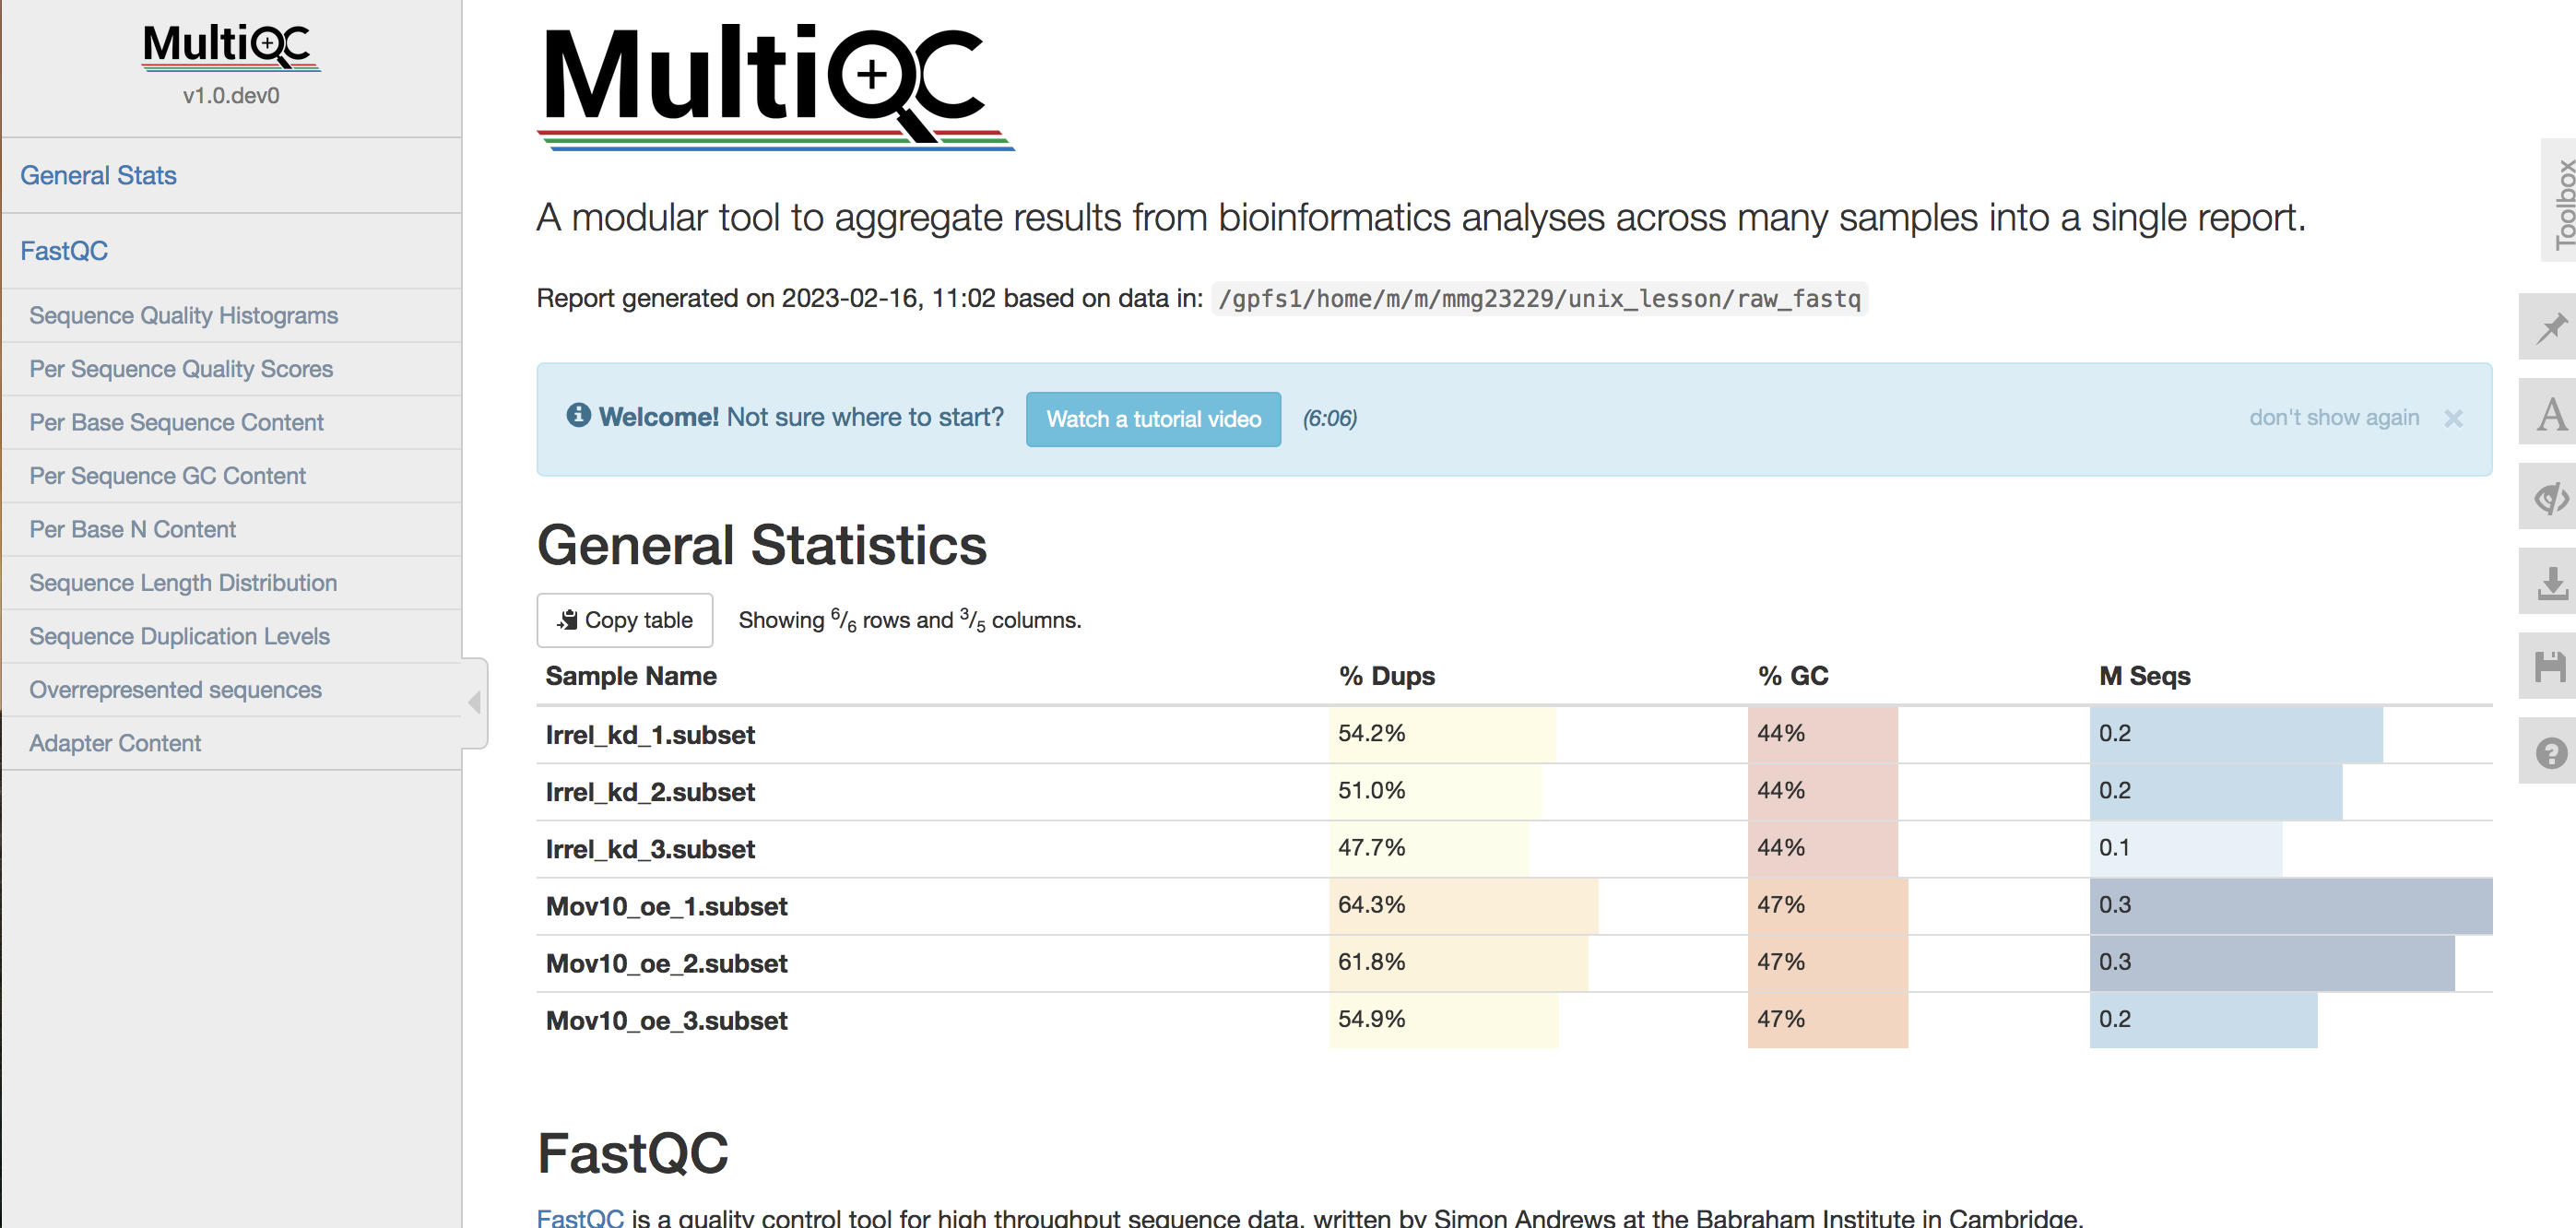 MultiQC
v1.0.dev0
General Stats
FastQC
Sequence Quality Histograms
Per Sequence Quality Scores
Per Base Sequence Content
Per Sequence GC Content
Per Base N Content
Sequence Length Distribution
Sequence Duplication Levels
Overrepresented sequences
Adapter Content
MultiQC
A modular tool to aggregate results from bioinformatics analyses across many samples into a single report.
Report generated on 2023-02-16, 11:02 based on data in: /gpfs1/home/m/m/mmg23229/unix_lesson/raw_fastq
Welcome! Not sure where to start? Watch a tutorial video (6:06) don't show again ×
General Statistics
Copy table Showing 6/6 rows and 3/5 columns.
Sample Name % Dups % GC M Seqs
Irrel_kd_1.subset 54.2% 44% 0.2
Irrel_kd_2.subset 51.0% 44% 0.2
Irrel_kd_3.subset 47.7% 44% 0.1
Mov10_oe_1.subset 64.3% 47% 0.3
Mov10_oe_2.subset 61.8% 47% 0.3
Mov10_oe_3.subset 54.9% 47% 0.2
FastQC
FastQC is a quality control tool for high throughput sequence data, written by Simon Andrews at the Babraham Institute in Cambridge.
Toolbox
A
?